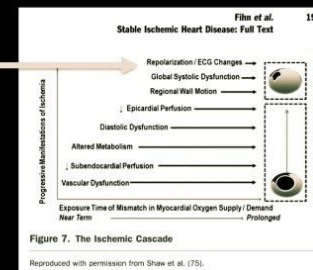 Fihn et al. 19
Stable Ischemic Heart Disease: Full Text
Repolarization / ECG Changes
Global Systolic Dysfunction
Regional Wall Motion
↓ Epicardial Perfusion
Diastolic Dysfunction
Altered Metabolism
↓ Subendocardial Perfusion
Vascular Dysfunction
Progressive Manifestations of Ischemia
Exposure Time of Mismatch in Myocardial Oxygen Supply / Demand
Near Term Prolonged
Figure 7. The Ischemic Cascade
Reproduced with permission from Shaw et al. (75).